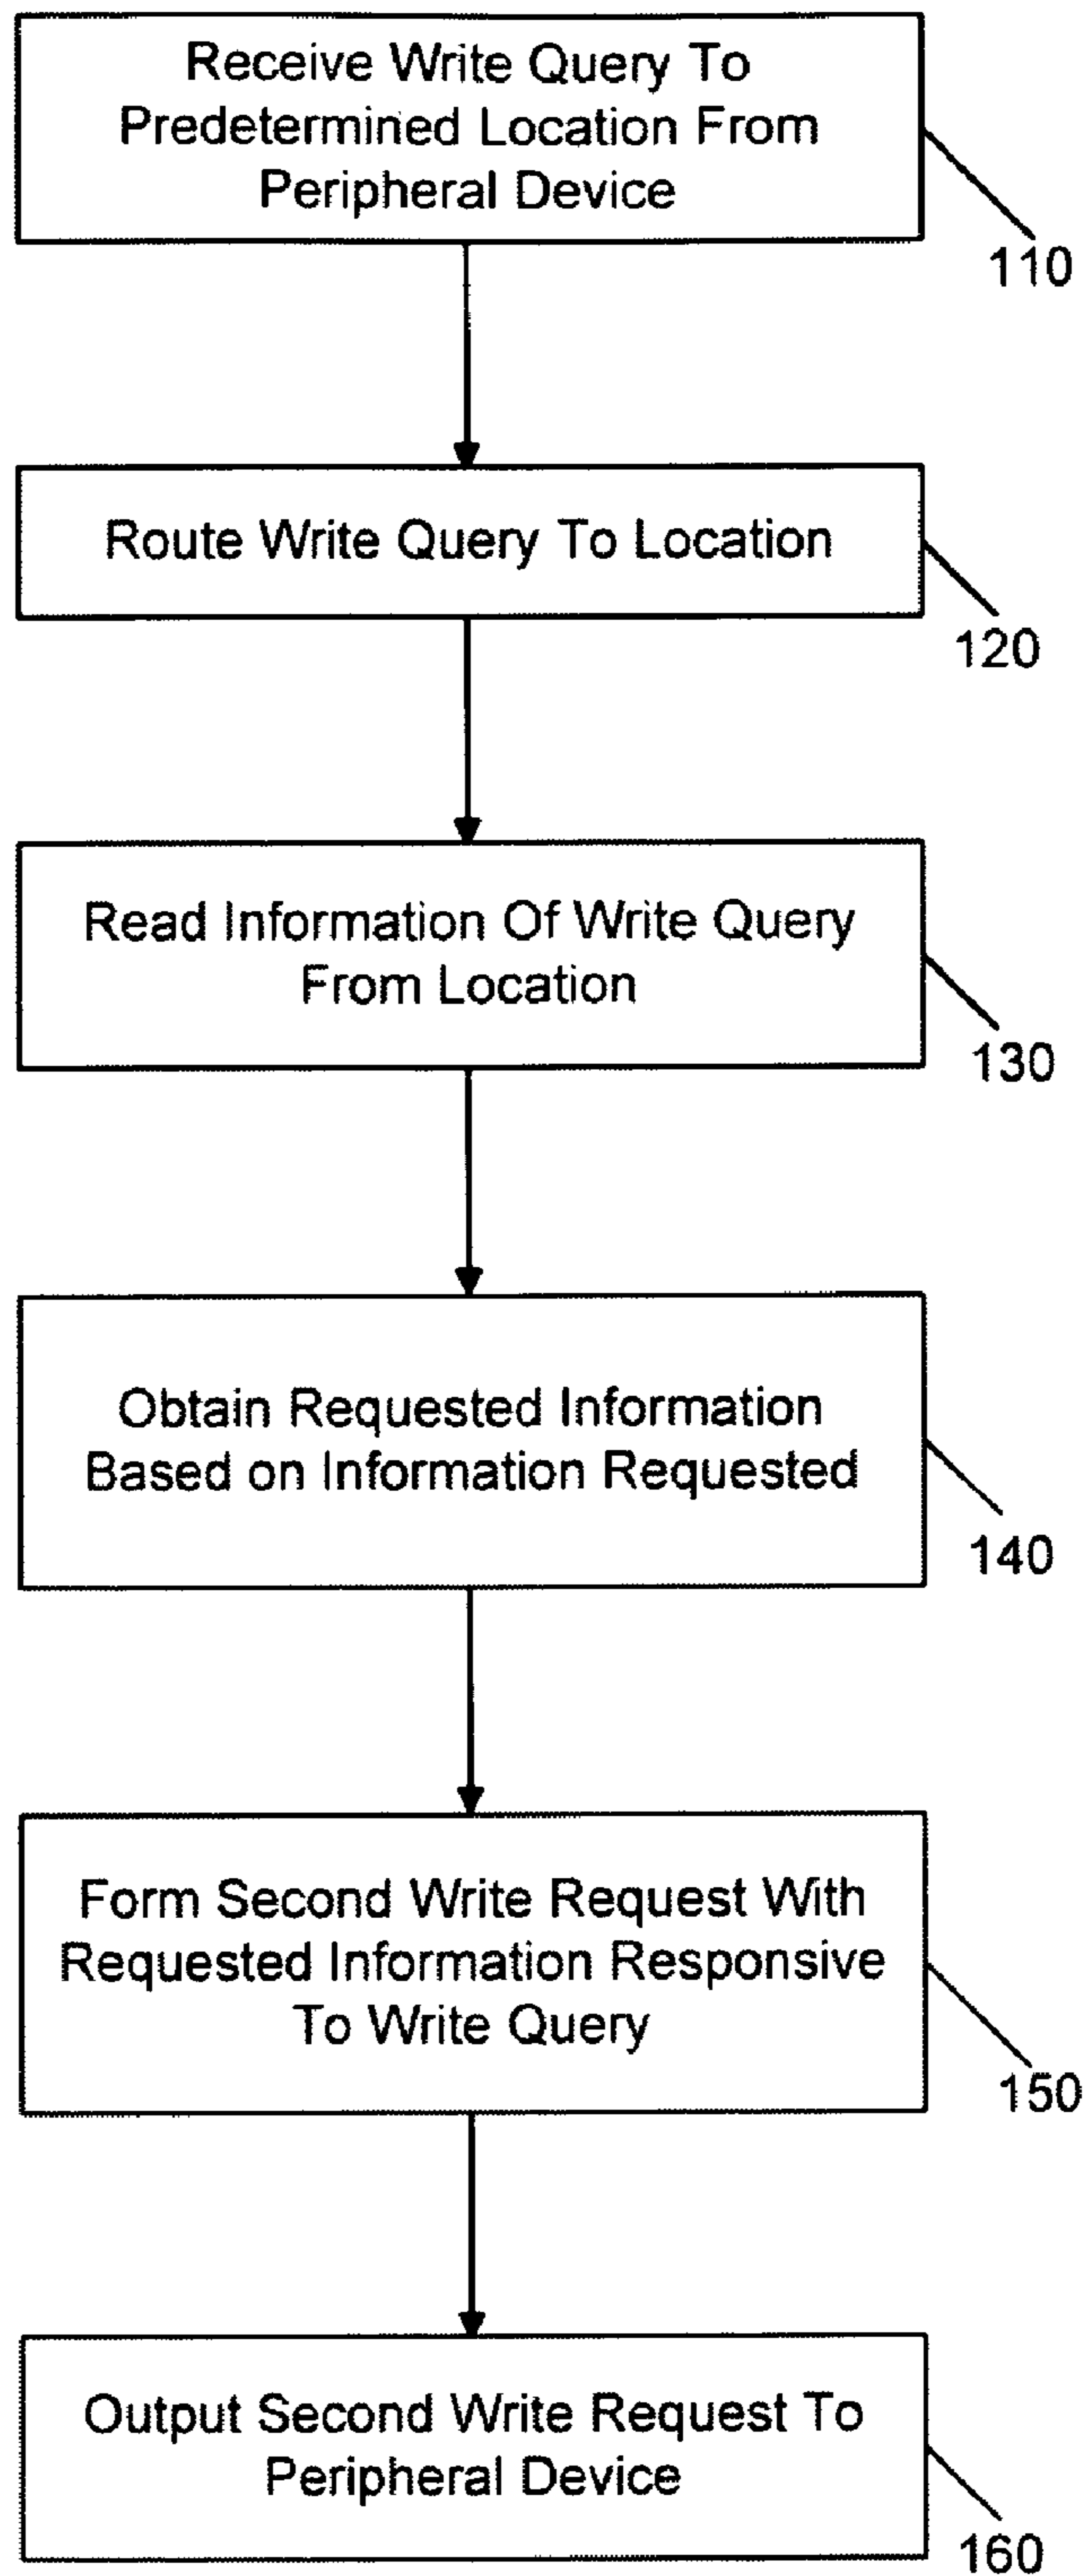 Receive Write Query To
Predetermined Location From
Peripheral Device
110
Route Write Query To Location
120
Read Information Of Write Query
From Location
130
Obtain Requested Information
Based on Information Requested
140
Form Second Write Request With
Requested Information Responsive
To Write Query
150
Output Second Write Request To
Peripheral Device
160